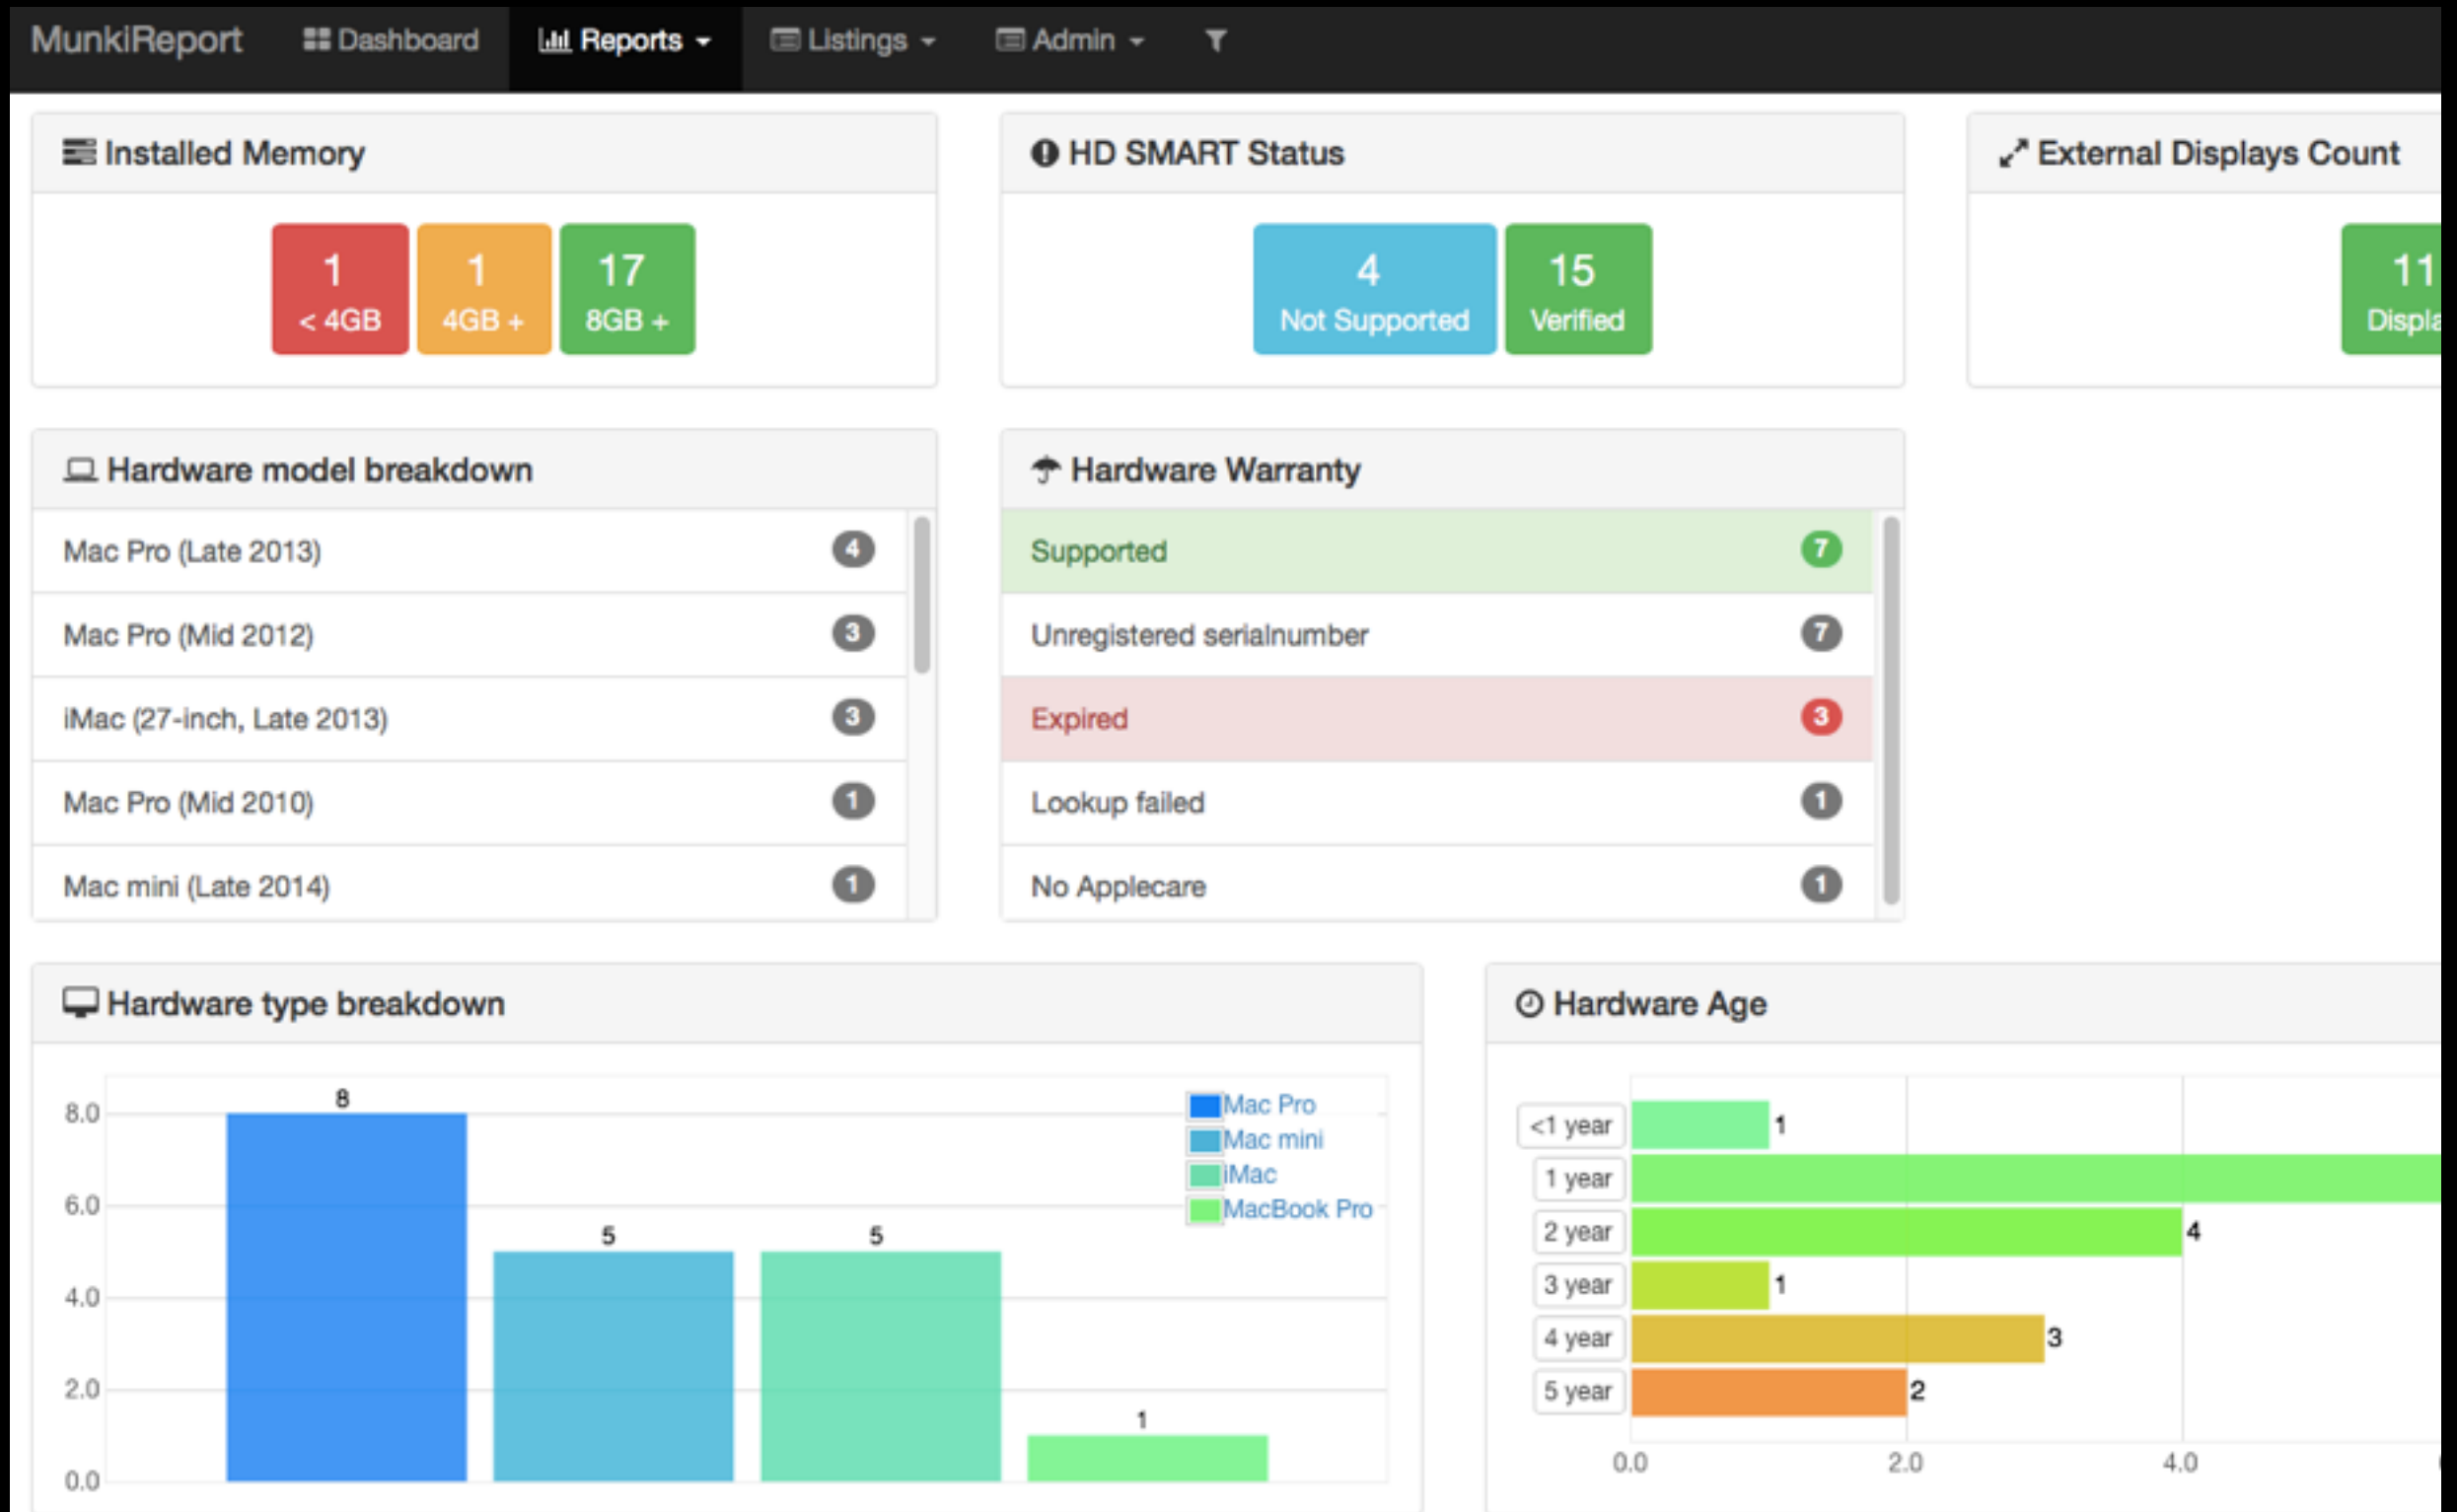 MunkiReport Dashboard Reports Listings Admin
Installed Memory
1 1 17
< 4GB 4GB + 8GB +
HD SMART Status
4 15
Not Supported Verified
External Displays Count
11
Hardware model breakdown
Mac Pro (Late 2013) 4
Mac Pro (Mid 2012) 3
iMac (27-inch, Late 2013) 3
Mac Pro (Mid 2010) 1
Mac mini (Late 2014) 1
Hardware Warranty
Supported 7
Unregistered serialnumber 7
Expired 3
Lookup failed 1
No Applecare 1
Hardware type breakdown
8.0
6.0
4.0
2.0
0.0
8
5
5
1
Mac Pro
Mac mini
iMac
MacBook Pro
Hardware Age
<1 year 1
1 year
2 year 4
3 year 1
4 year 3
5 year 2
0.0 2.0 4.0